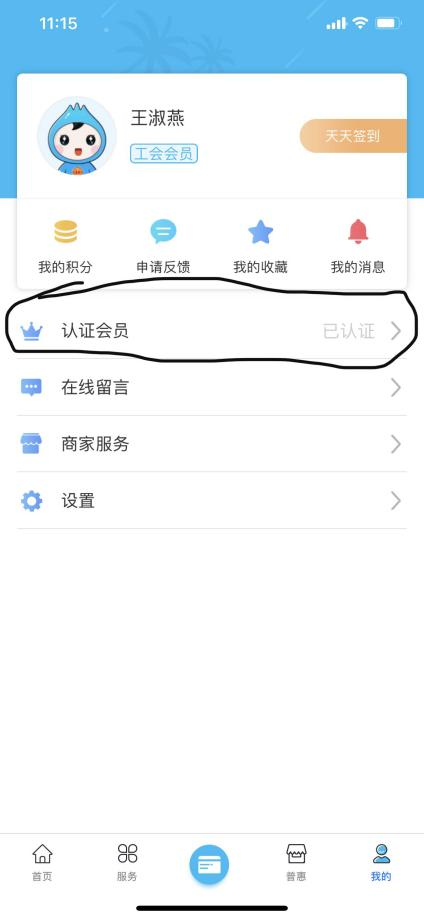 11:15
王淑燕
工会会员
天天签到
我的积分 申请反馈 我的收藏 我的消息
认证会员 已认证
在线留言
商家服务
设置
首页 服务 普惠 我的